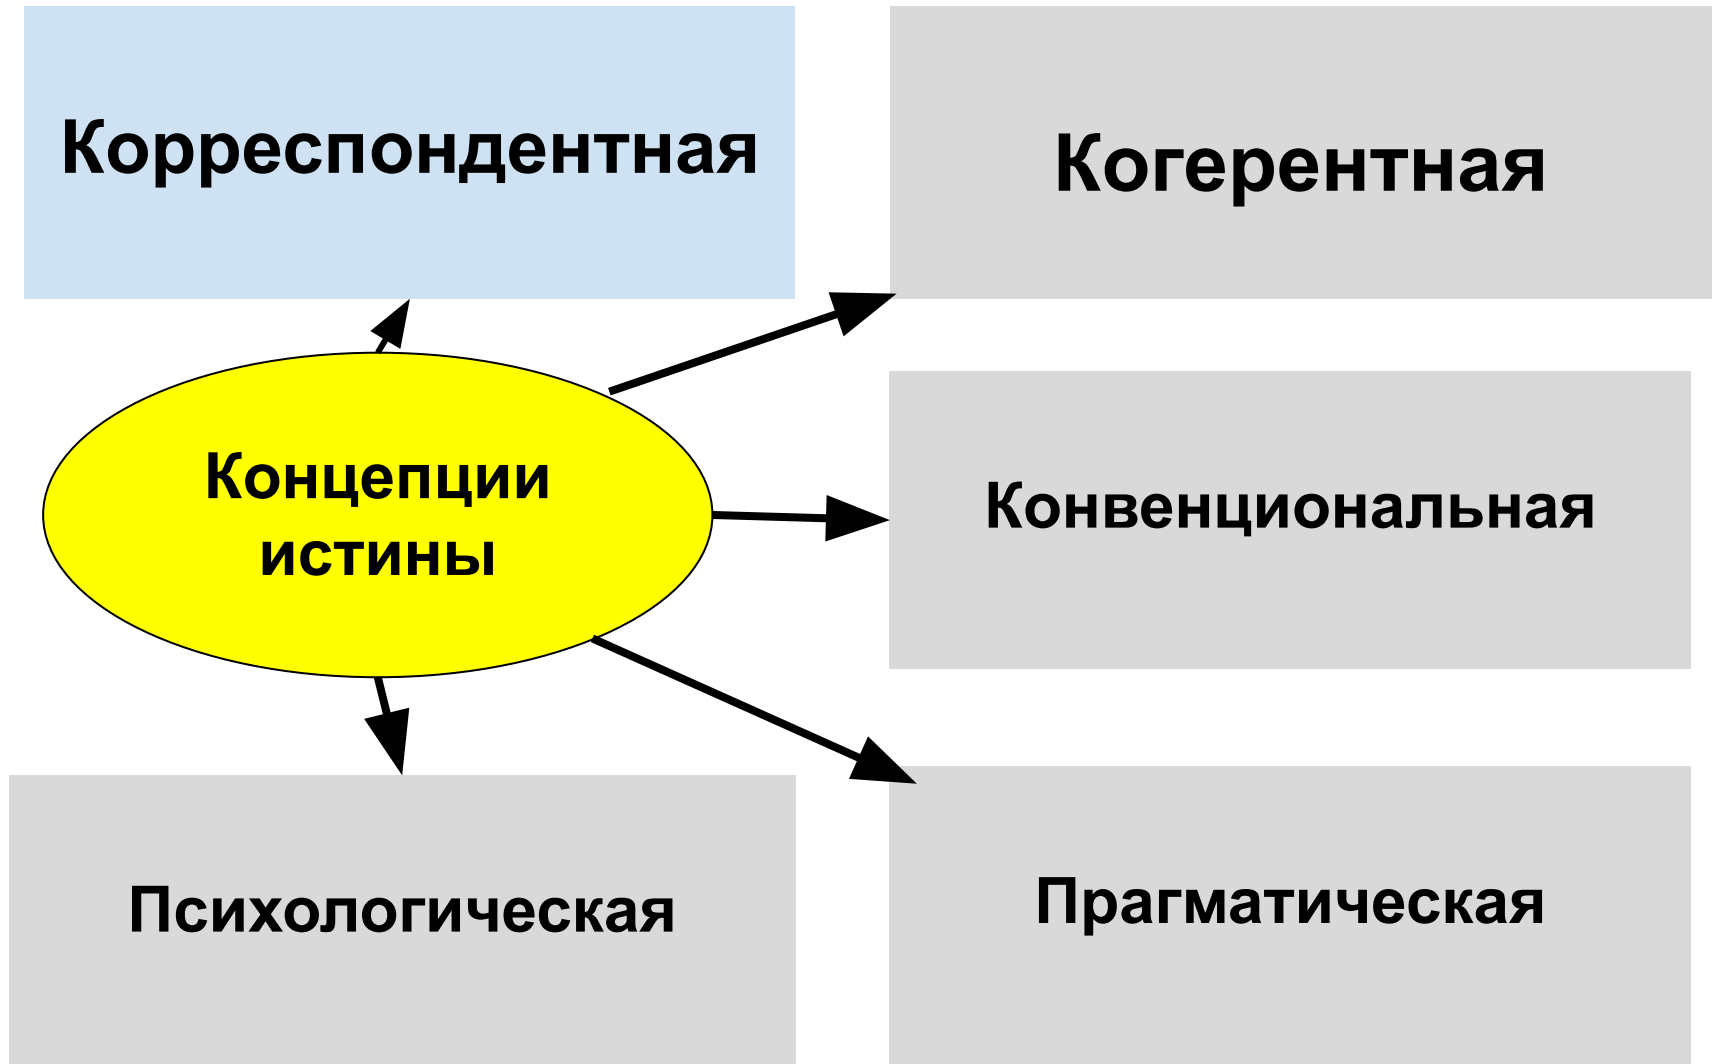 Корреспондентная
Когерентная
Концепции
истины
Конвенциональная
Психологическая
Прагматическая